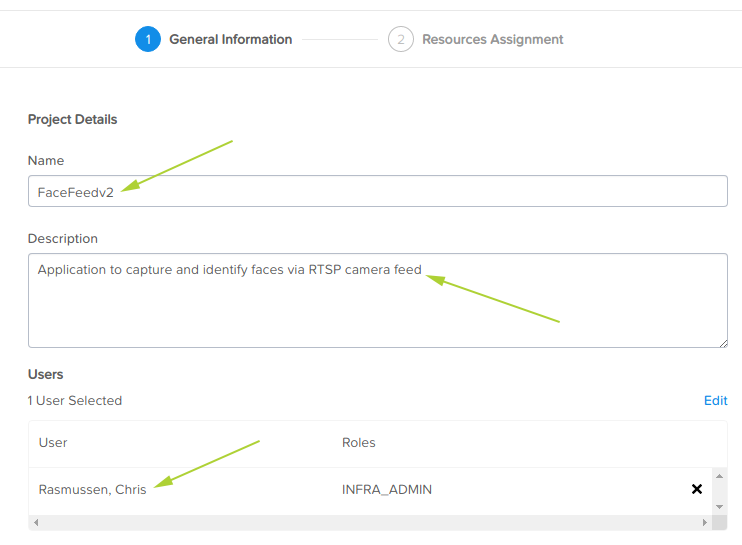 1 General Information 2 Resources Assignment
Project Details
Name
FaceFeedv2
Description
Application to capture and identify faces via RTSP camera feed
Users
1 User Selected Edit
User Roles
Rasmussen, Chris INFRA_ADMIN